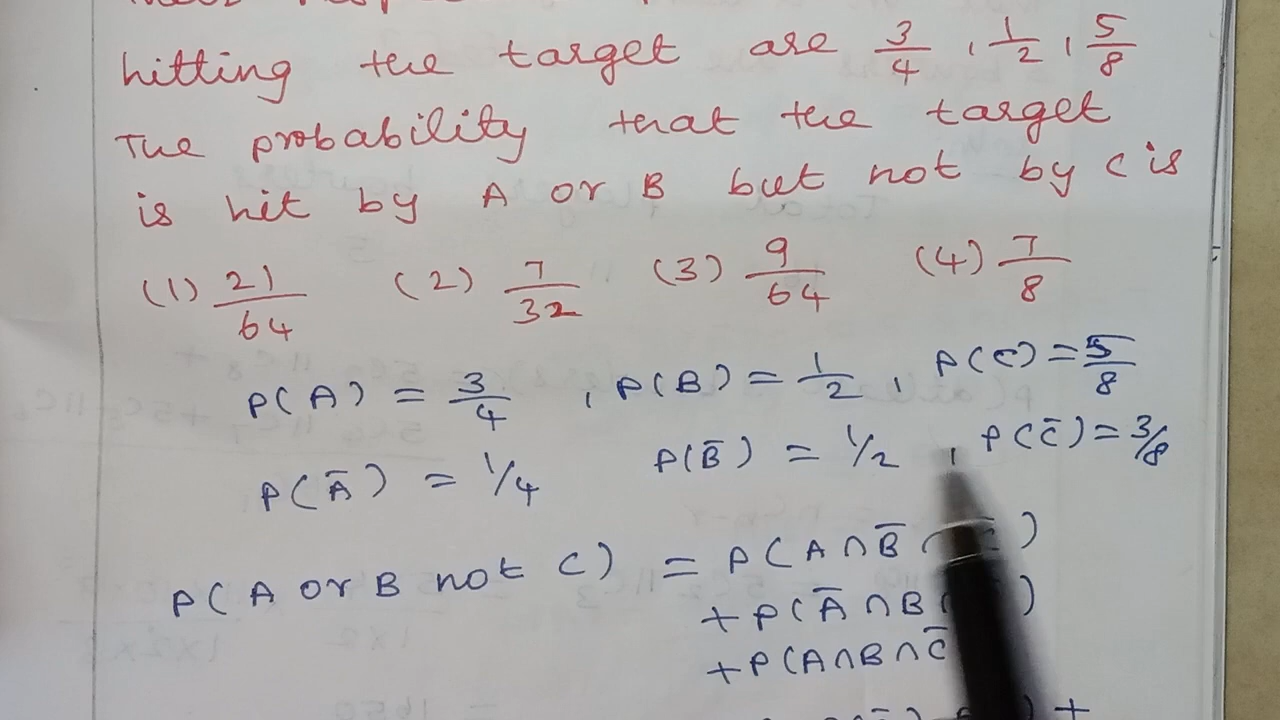 hitting the target are 3/4 , 1/2 , 5/8
The probability that the target
is hit by A or B but not by C is
(1) 21/64 (2) 7/32 (3) 9/64 (4) 7/8
P(A) = 3/4 , P(B) = 1/2 , P(C) = 5/8
P(A̅) = 1/4 P(B̅) = 1/2 , P(C̅) = 3/8
P(A or B not C) = P(A∩B̅∩ )
+ P(A̅∩B∩ )
+ P(A∩B∩C̅